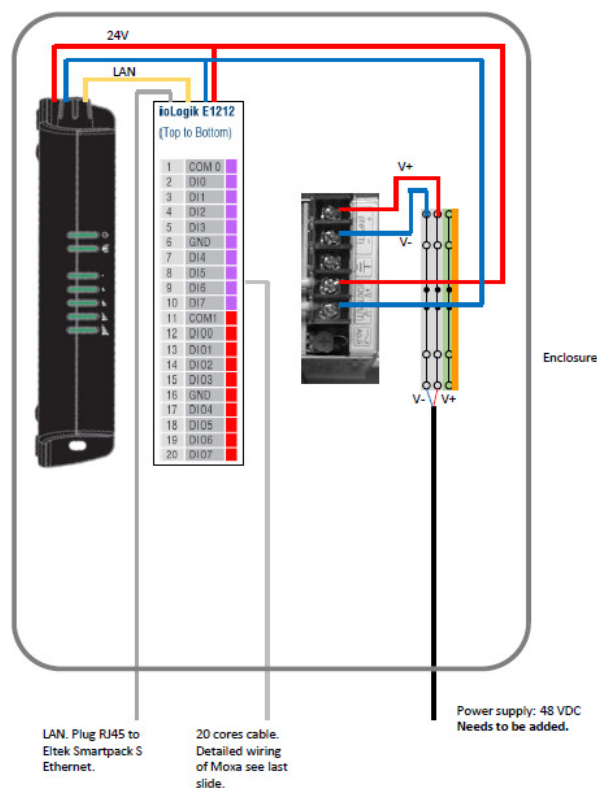 24V
LAN
ioLogik E1212
(Top to Bottom)
1 COM 0
2 DI0
3 DI1
4 DI2
5 DI3
6 GND
7 DI4
8 DI5
9 DI6
10 DI7
11 COM1
12 DIO0
13 DIO1
14 DIO2
15 DIO3
16 GND
17 DIO4
18 DIO5
19 DIO6
20 DIO7
V+
V-
V- V+
Enclosure
LAN. Plug RJ45 to
Eltek Smartpack S
Ethernet.
20 cores cable.
Detailed wiring
of Moxa see last
slide.
Power supply: 48 VDC
Needs to be added.